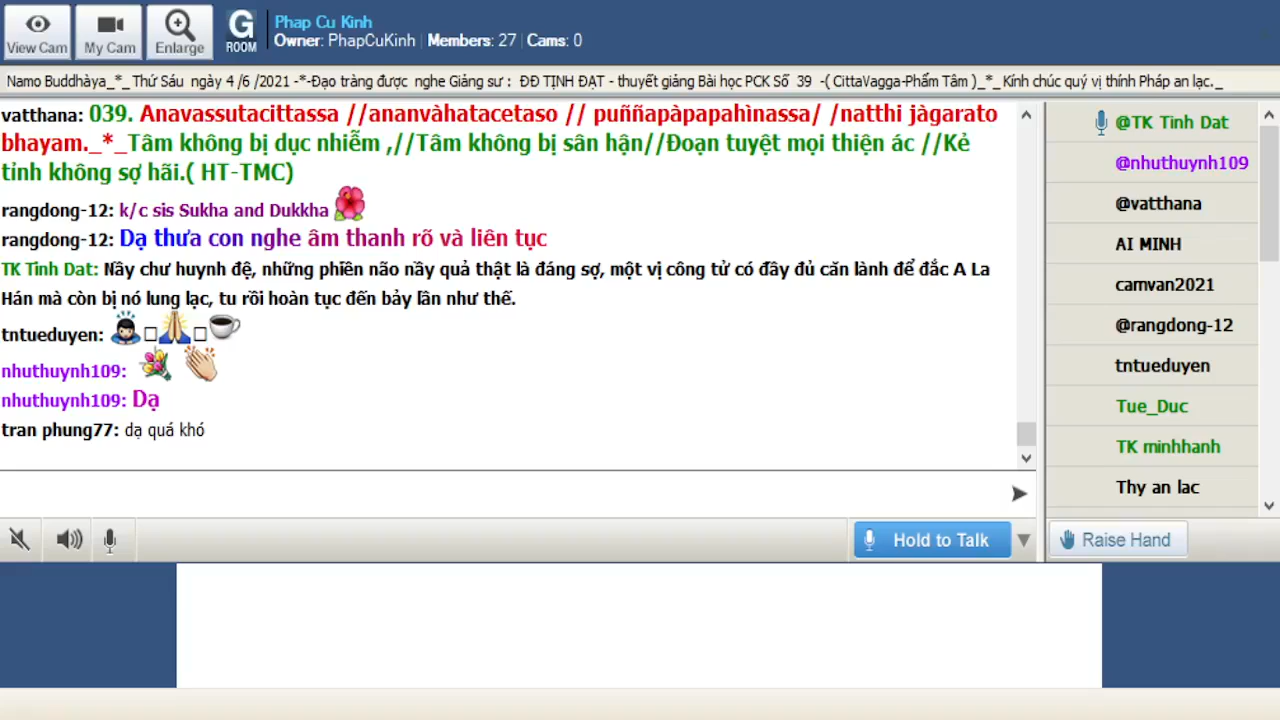 View Cam
My Cam
Enlarge
G
ROOM
Phap Cu Kinh
Owner: PhapCuKinh | Members: 27 | Cams: 0
Namo Buddhàya_*_ Thứ Sáu ngày 4 /6 /2021 -*-Đạo tràng được nghe Giảng sư : ĐĐ TỊNH ĐẠT - thuyết giảng Bài học PCK Số 39 -( CittaVagga-Phẩm Tâm )_*_Kính chúc quý vị thính Pháp an lạc._
vatthana: 039. Anavassutacittassa //ananvàhatacetaso // puññapàpapahìnassa/ /natthi jàgarato
bhayam._*_Tâm không bị dục nhiễm ,//Tâm không bị sân hận//Đoạn tuyệt mọi thiện ác //Kẻ
tỉnh không sợ hãi.( HT-TMC)
rangdong-12: k/c sis Sukha and Dukkha
rangdong-12: Dạ thưa con nghe âm thanh rõ và liên tục
TK Tinh Dat: Nầy chư huynh đệ, những phiền não nầy quả thật là đáng sợ, một vị công tử có đầy đủ căn lành để đắc A La
Hán mà còn bị nó lung lạc, tu rồi hoàn tục đến bảy lần như thế.
tntueduyen:
nhuthuynh109:
nhuthuynh109: Dạ
tran phung77: dạ quá khó
@TK Tinh Dat
@nhuthuynh109
@vatthana
AI MINH
camvan2021
@rangdong-12
tntueduyen
Tue_Duc
TK minhhanh
Thy an lac
Hold to Talk
Raise Hand